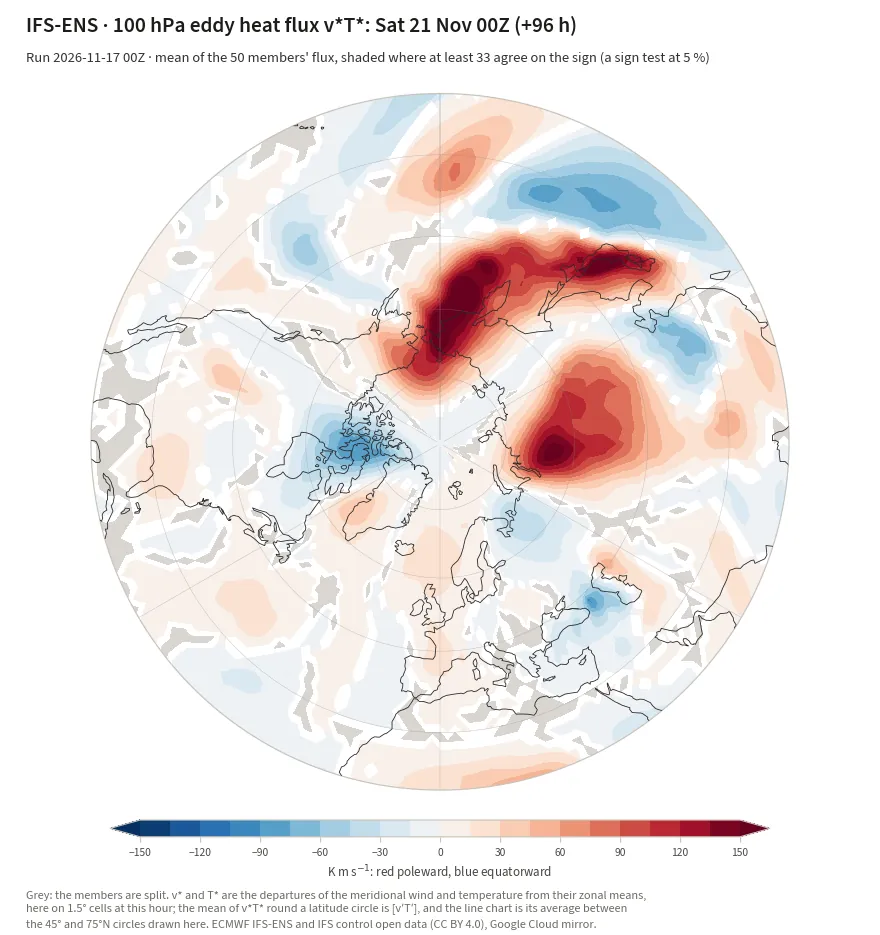 IFS-ENS · 100 hPa eddy heat flux v*T*: Sat 21 Nov 00Z (+96 h)
Run 2026-11-17 00Z · mean of the 50 members' flux, shaded where at least 33 agree on the sign (a sign test at 5 %)
−150 −120 −90 −60 −30 0 30 60 90 120 150
K m s⁻¹: red poleward, blue equatorward
Grey: the members are split. v* and T* are the departures of the meridional wind and temperature from their zonal means,
here on 1.5° cells at this hour; the mean of v*T* round a latitude circle is [v′T′], and the line chart is its average between
the 45° and 75°N circles drawn here. ECMWF IFS-ENS and IFS control open data (CC BY 4.0), Google Cloud mirror.